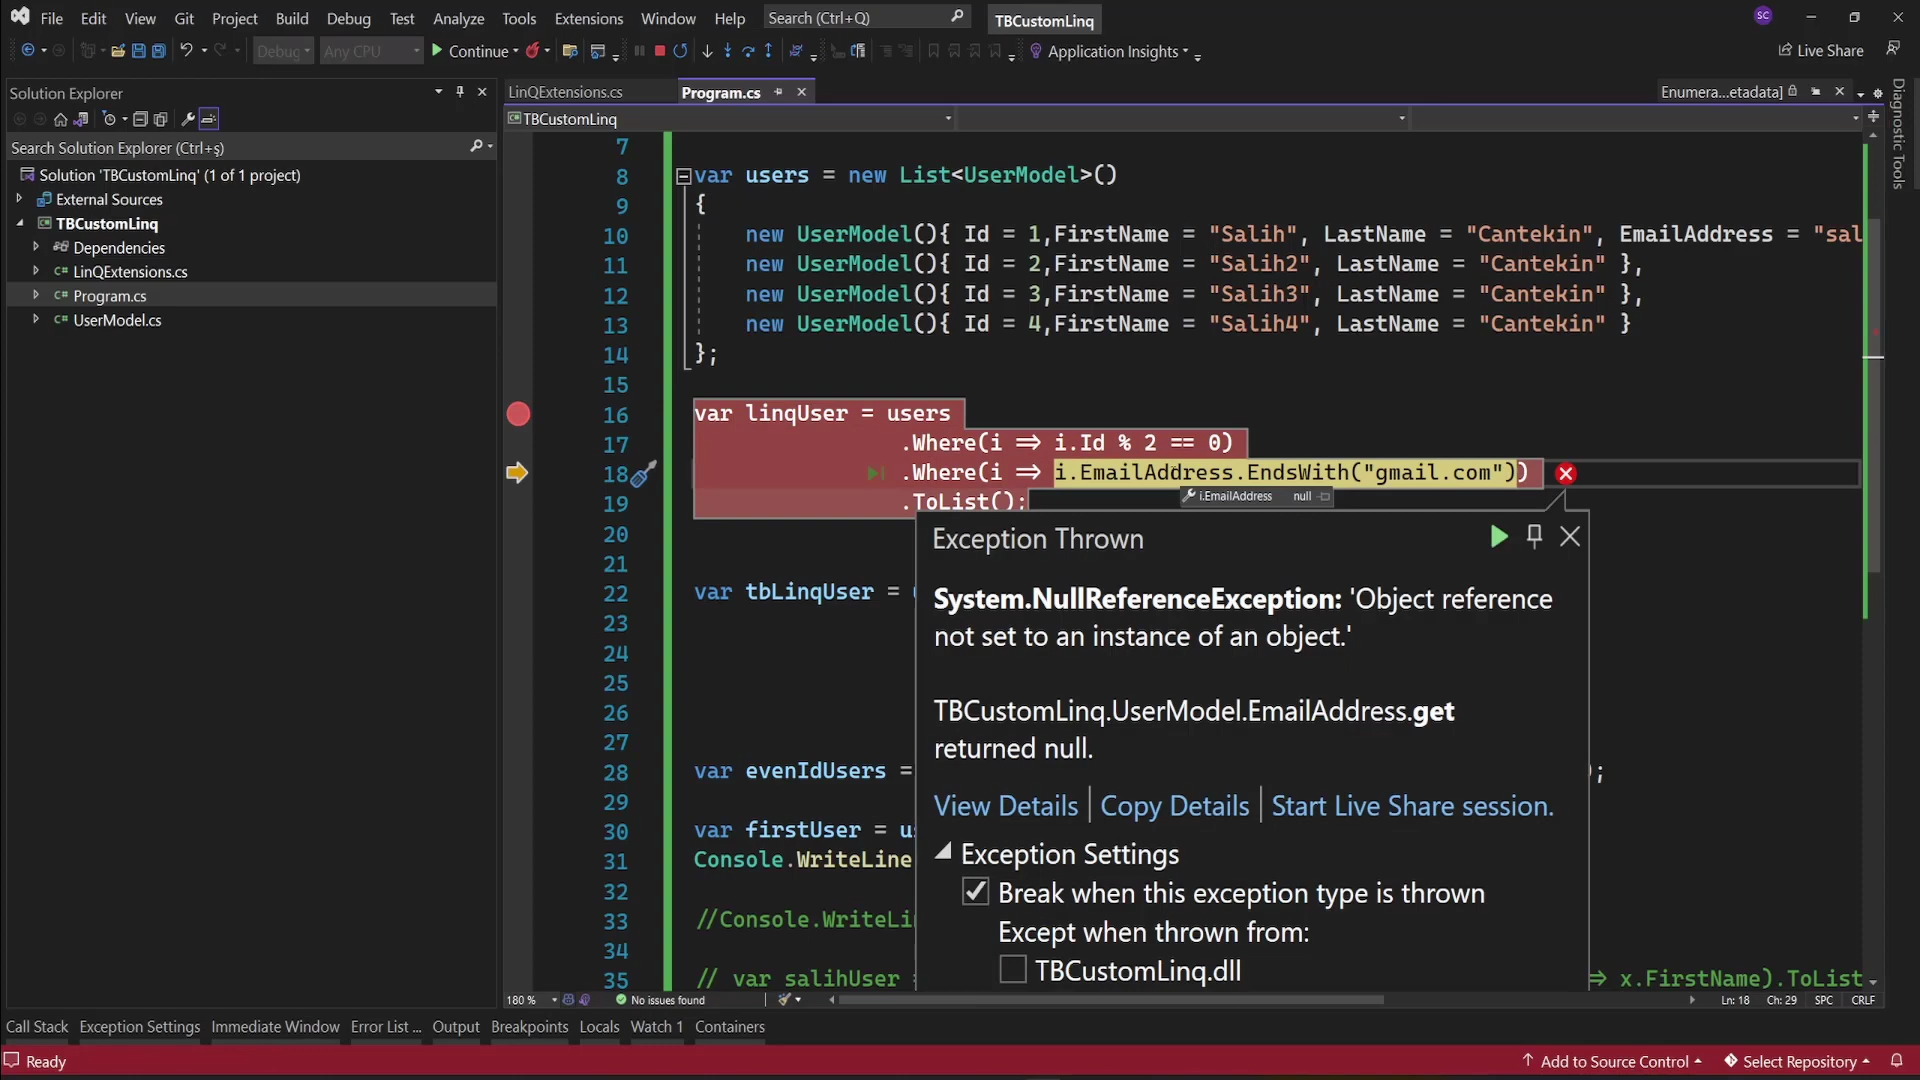 File Edit View Git Project Build Debug Test Analyze Tools Extensions Window Help Search (Ctrl+Q) TBCustomLinq SC
Debug Any CPU Continue Application Insights Live Share
Solution Explorer
Search Solution Explorer (Ctrl+ş)
Solution 'TBCustomLinq' (1 of 1 project)
External Sources
TBCustomLinq
Dependencies
C# LinQExtensions.cs
C# Program.cs
C# UserModel.cs
LinQExtensions.cs Program.cs Enumera...etadata]
TBCustomLinq
7
8 var users = new List<UserModel>()
9 {
10 new UserModel(){ Id = 1,FirstName = "Salih", LastName = "Cantekin", EmailAddress = "sal
11 new UserModel(){ Id = 2,FirstName = "Salih2", LastName = "Cantekin" },
12 new UserModel(){ Id = 3,FirstName = "Salih3", LastName = "Cantekin" },
13 new UserModel(){ Id = 4,FirstName = "Salih4", LastName = "Cantekin" }
14 };
15
16 var linqUser = users
17 .Where(i => i.Id % 2 == 0)
18 .Where(i => i.EmailAddress.EndsWith("gmail.com"))
i.EmailAddress null
19 .ToList();
20
21
22 var tbLinqUser =
23
24
25
26
27
28 var evenIdUsers = );
29
30 var firstUser = u
31 Console.WriteLine
32
33 //Console.WriteLi
34
35 // var salihUser => x.FirstName).ToList
Exception Thrown
System.NullReferenceException: 'Object reference
not set to an instance of an object.'
TBCustomLinq.UserModel.EmailAddress.get
returned null.
View Details | Copy Details | Start Live Share session.
Exception Settings
Break when this exception type is thrown
Except when thrown from:
TBCustomLinq.dll
Diagnostic Tools
180 % No issues found Ln: 18 Ch: 29 SPC CRLF
Call Stack Exception Settings Immediate Window Error List ... Output Breakpoints Locals Watch 1 Containers
Ready Add to Source Control Select Repository